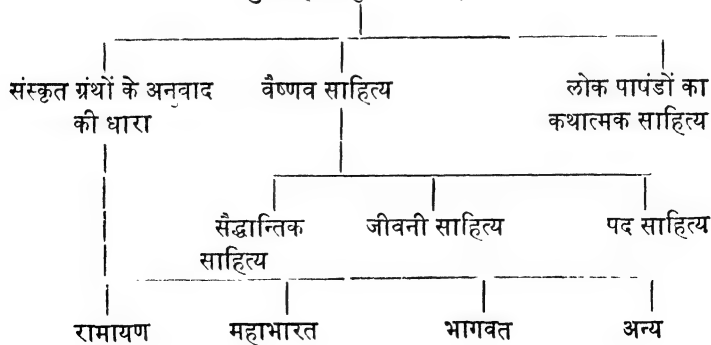 संस्कृत ग्रंथों के अनुवाद वैष्णव साहित्य लोक पाषंडों का
की धारा कथात्मक साहित्य
सैद्धान्तिक जीवनी साहित्य पद साहित्य
साहित्य
रामायण महाभारत भागवत अन्य